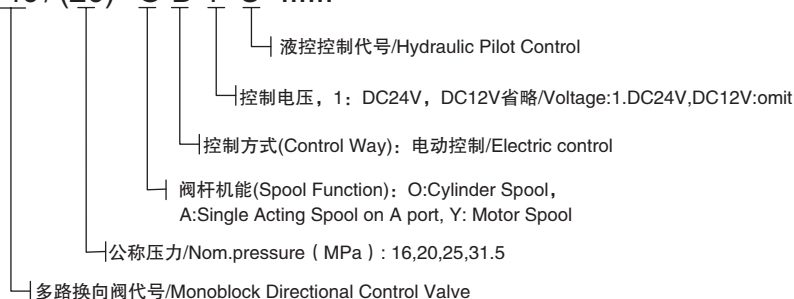 液控控制代号/Hydraulic Pilot Control
控制电压，1：DC24V，DC12V省略/Voltage:1.DC24V,DC12V:omit
控制方式(Control Way)：电动控制/Electric control
阀杆机能(Spool Function)：O:Cylinder Spool,
A:Single Acting Spool on A port, Y: Motor Spool
公称压力/Nom.pressure（MPa）: 16,20,25,31.5
多路换向阀代号/Monoblock Directional Control Valve